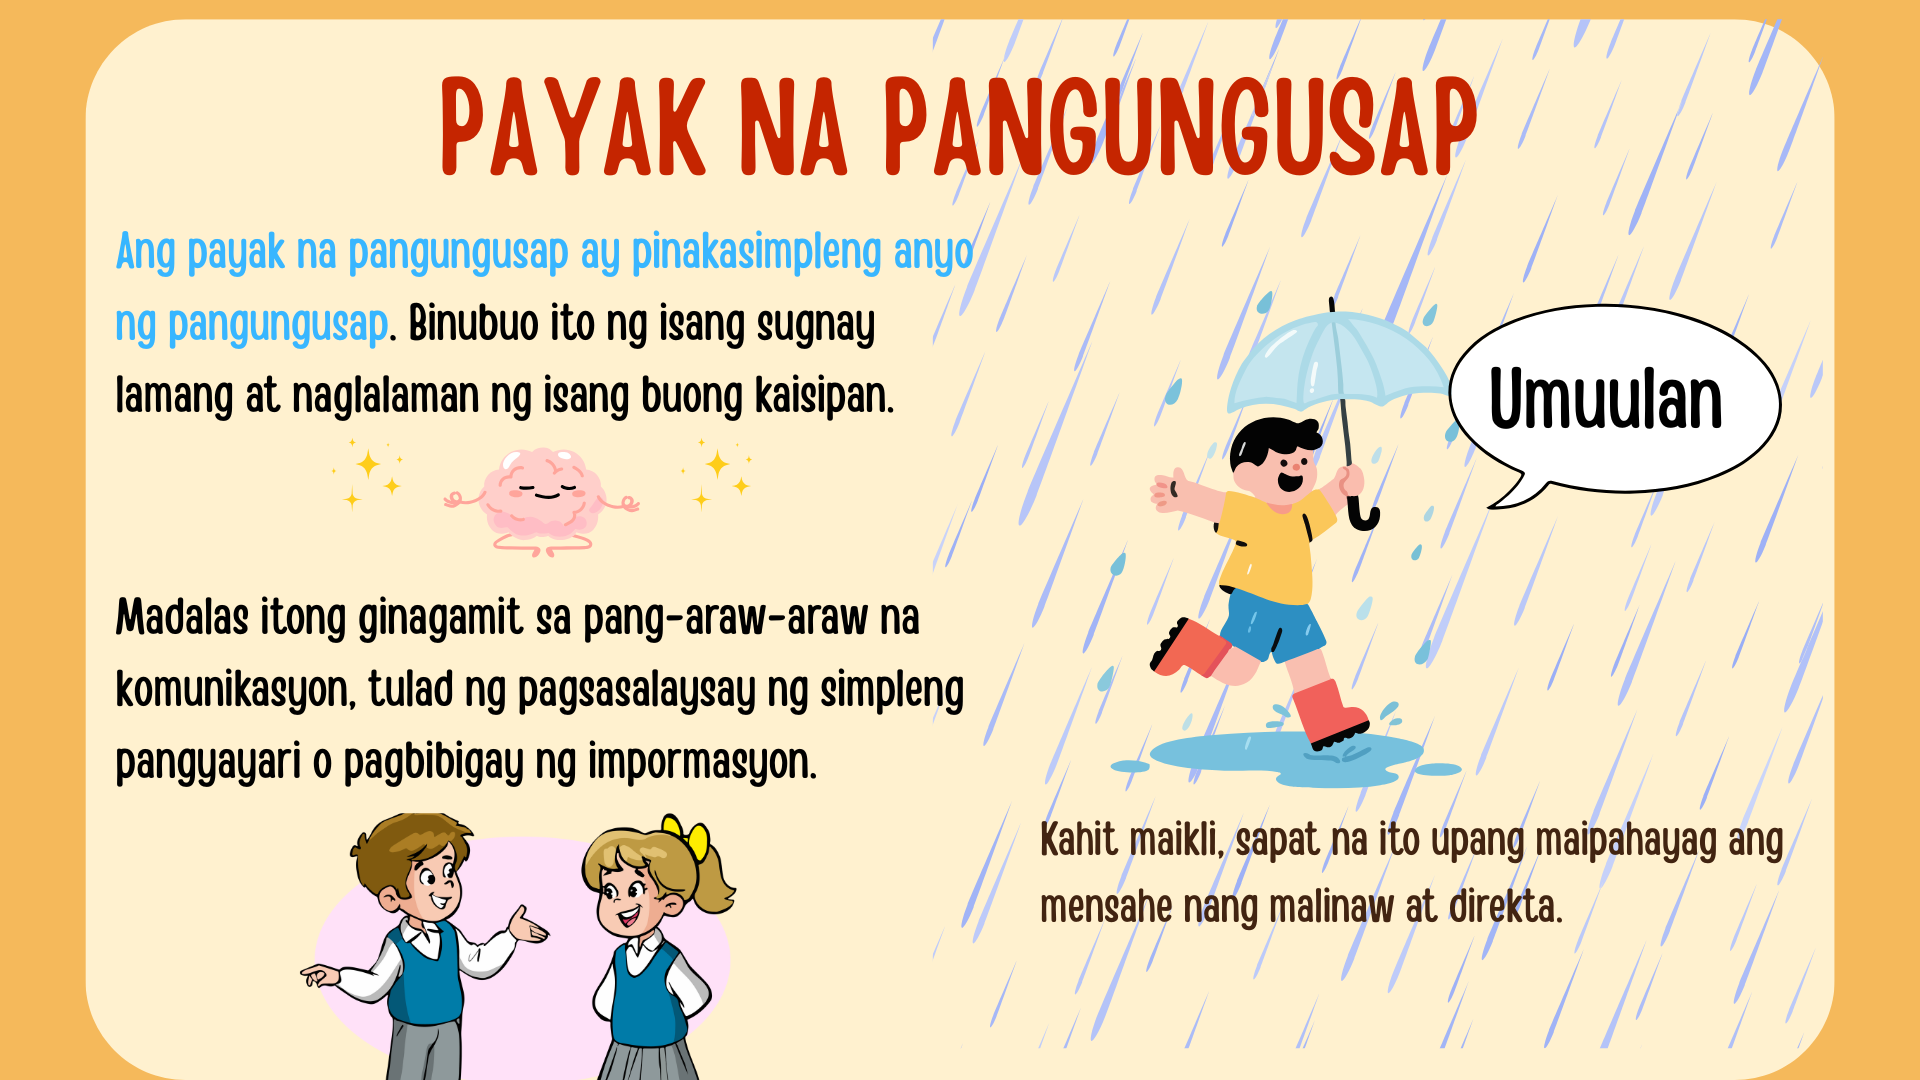 PAYAK NA PANGUNGUSAP
Ang payak na pangungusap ay pinakasimpleng anyo
ng pangungusap. Binubuo ito ng isang sugnay
lamang at naglalaman ng isang buong kaisipan.
Madalas itong ginagamit sa pang-araw-araw na
komunikasyon, tulad ng pagsasalaysay ng simpleng
pangyayari o pagbibigay ng impormasyon.
Umuulan
Kahit maikli, sapat na ito upang maipahayag ang
mensahe nang malinaw at direkta.